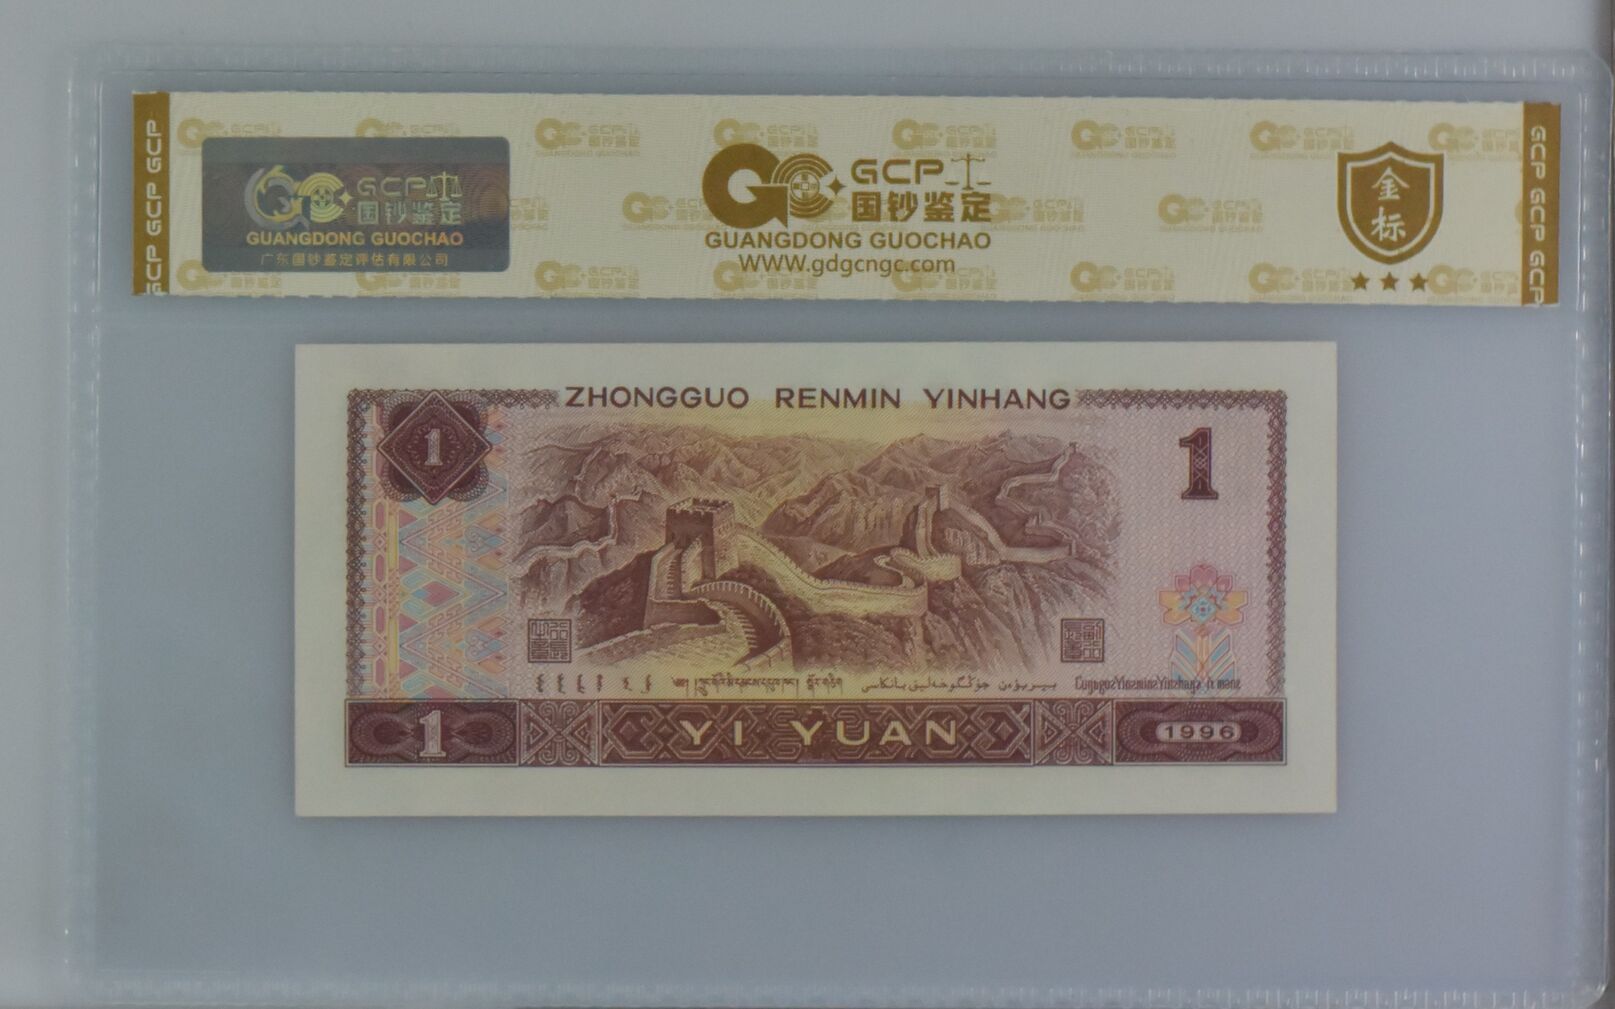 GCP GCP GCP
GCP
国钞鉴定
GUANGDONG GUOCHAO
广东国钞鉴定评估有限公司
GCP
国钞鉴定
GUANGDONG GUOCHAO
WWW.gdgcngc.com
金标
GCP GCP GCP
ZHONGGUO RENMIN YINHANG
1
1
1
YI YUAN
1996